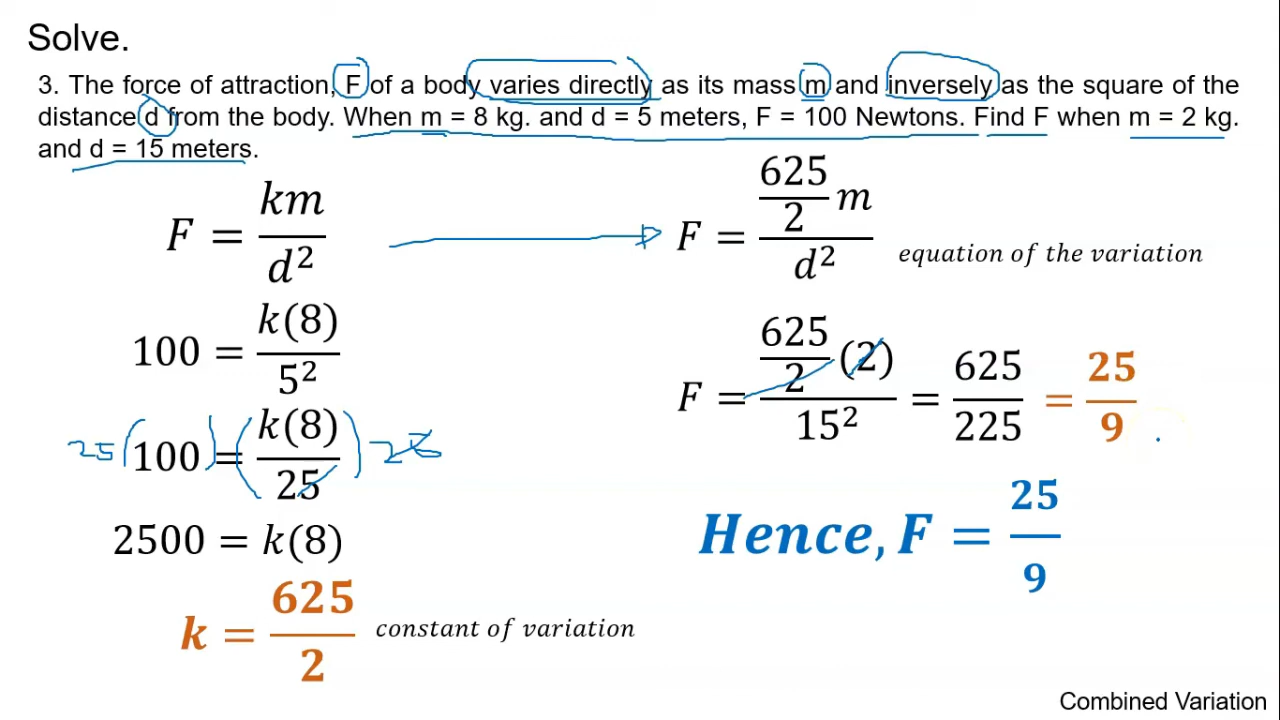 Solve.
3. The force of attraction, F of a body varies directly as its mass m and inversely as the square of the
distance d from the body. When m = 8 kg. and d = 5 meters, F = 100 Newtons. Find F when m = 2 kg.
and d = 15 meters.
F = km/d²
100 = k(8)/5²
25(100) = (k(8)/25)25
2500 = k(8)
k = 625/2 constant of variation
F = 625/2 m/d² equation of the variation
F = 625/2 (2)/15² = 625/225 = 25/9
Hence, F = 25/9
Combined Variation